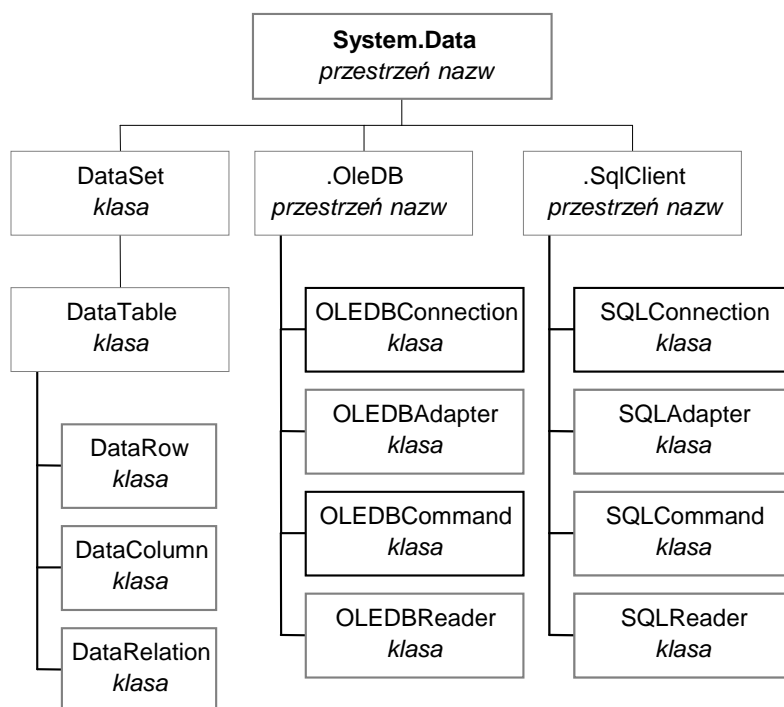 System.Data
przestrzeń nazw
DataSet
klasa
.OleDB
przestrzeń nazw
.SqlClient
przestrzeń nazw
DataTable
klasa
DataRow
klasa
DataColumn
klasa
DataRelation
klasa
OLEDBConnection
klasa
OLEDBAdapter
klasa
OLEDBCommand
klasa
OLEDBReader
klasa
SQLConnection
klasa
SQLAdapter
klasa
SQLCommand
klasa
SQLReader
klasa